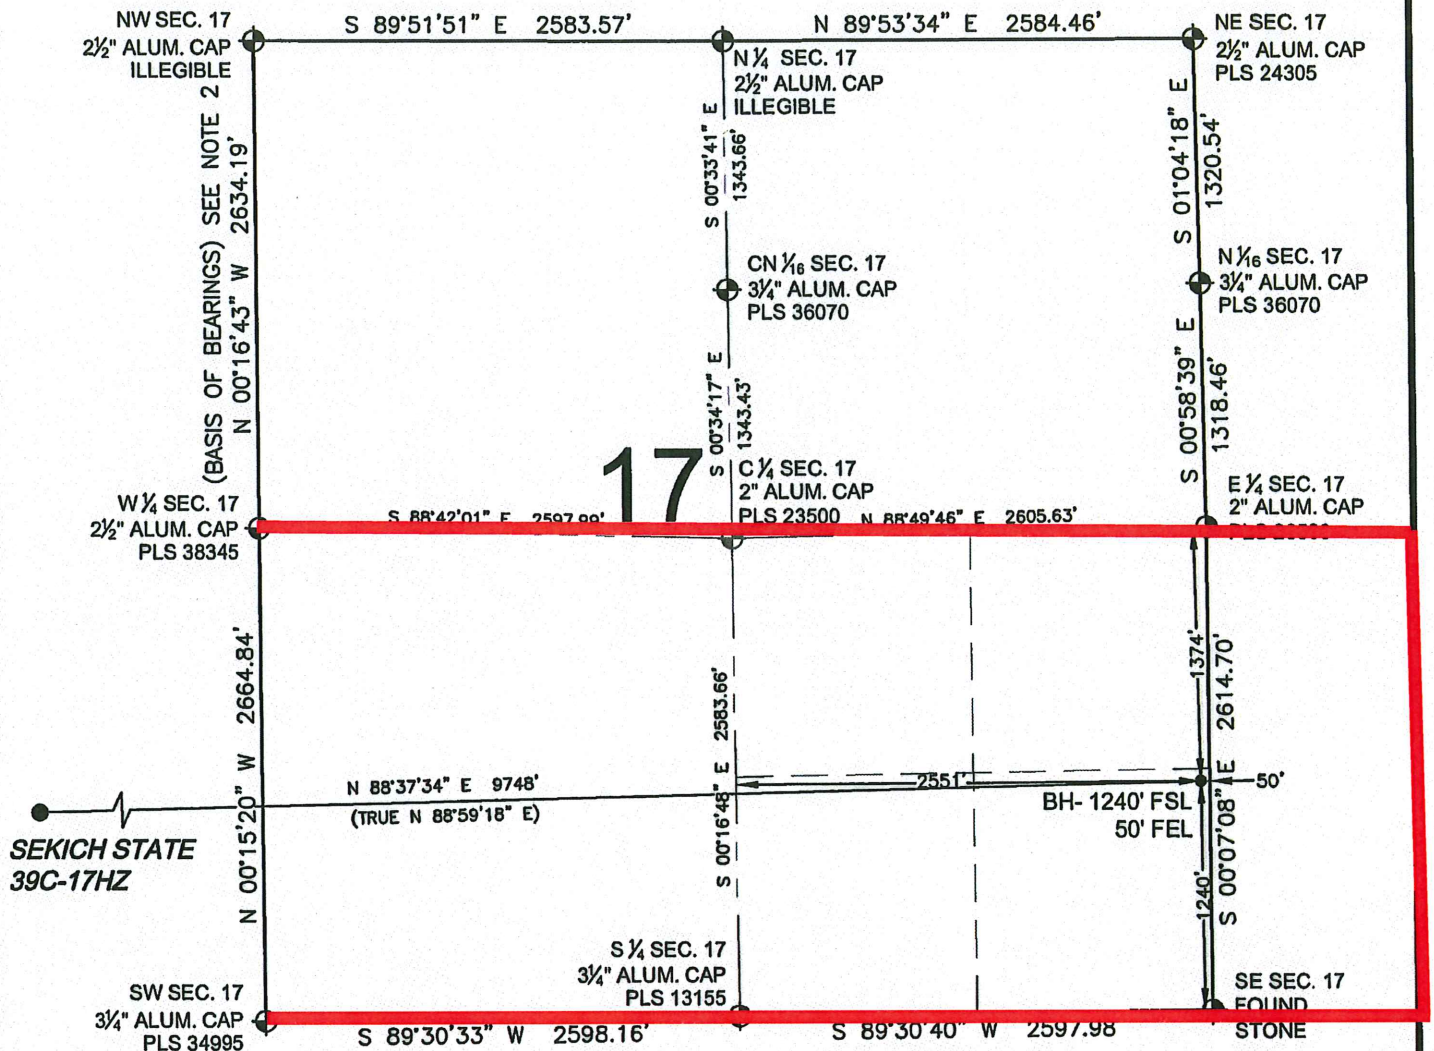 S 89°51'51" E 2583.57'
N 89°53'34" E 2584.46'
NW SEC. 17
2½" ALUM. CAP
ILLEGIBLE
N ¼ SEC. 17
2½" ALUM. CAP
ILLEGIBLE
NE SEC. 17
2½" ALUM. CAP
PLS 24305
(BASIS OF BEARINGS) SEE NOTE 2
N 00°16'43" W 2634.19'
S 00°33'41" E
1343.66'
S 01°04'18" E
1320.54'
CN 1/16 SEC. 17
3¼" ALUM. CAP
PLS 36070
N 1/16 SEC. 17
3¼" ALUM. CAP
PLS 36070
S 00°34'17" E
1343.43'
S 00°58'39" E
1318.46'
17
W ¼ SEC. 17
2½" ALUM. CAP
PLS 38345
C ¼ SEC. 17
2" ALUM. CAP
PLS 23500
E ¼ SEC. 17
2" ALUM. CAP
S 88°42'01" E 2597.99'
N 88°49'46" E 2605.63'
N 00°15'20" W 2664.84'
S 00°16'48" E 2583.66'
1374'
S 00°07'08" E 2614.70'
N 88°37'34" E 9748'
(TRUE N 88°59'18" E)
2551'
50'
BH- 1240' FSL
50' FEL
1240'
SEKICH STATE
39C-17HZ
SW SEC. 17
3¼" ALUM. CAP
PLS 34995
S ¼ SEC. 17
3¼" ALUM. CAP
PLS 13155
SE SEC. 17
FOUND
STONE
S 89°30'33" W 2598.16'
S 89°30'40" W 2597.98